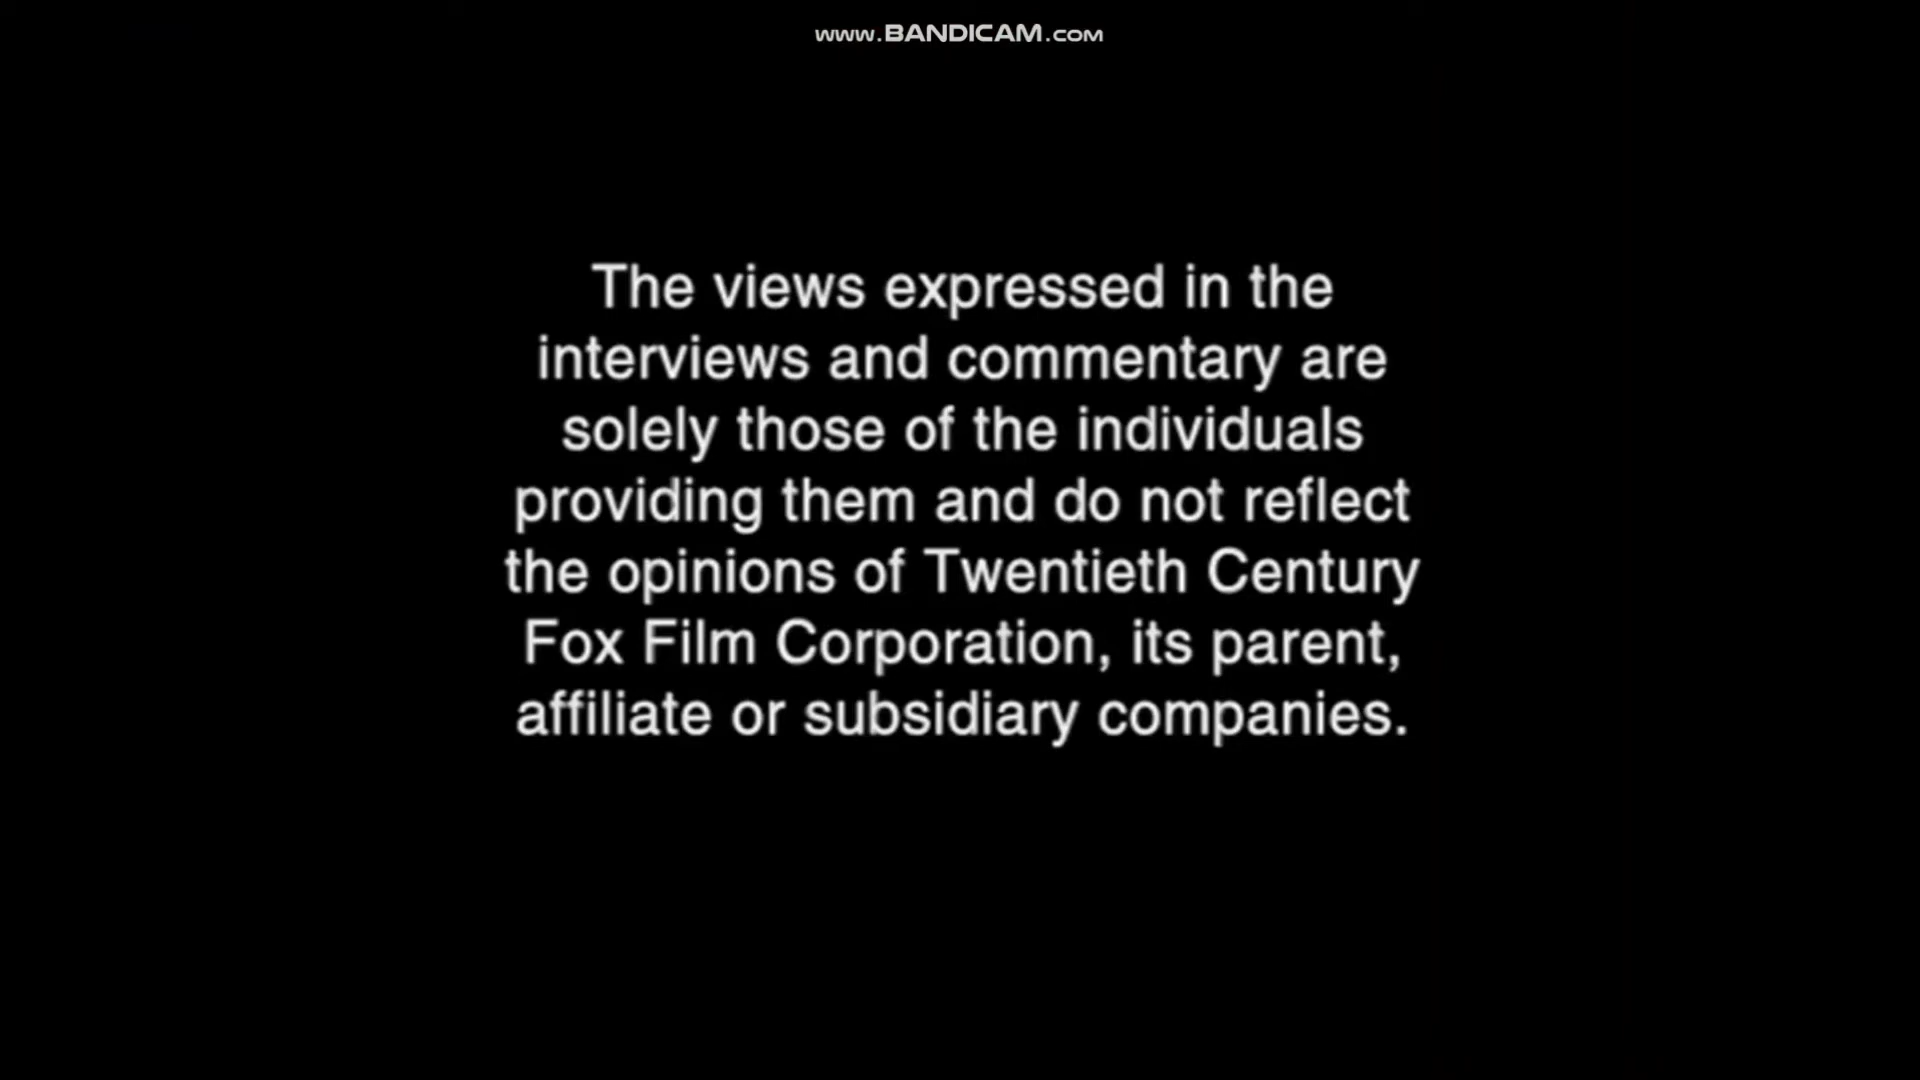 www.BANDICAM.com
The views expressed in the
interviews and commentary are
solely those of the individuals
providing them and do not reflect
the opinions of Twentieth Century
Fox Film Corporation, its parent,
affiliate or subsidiary companies.